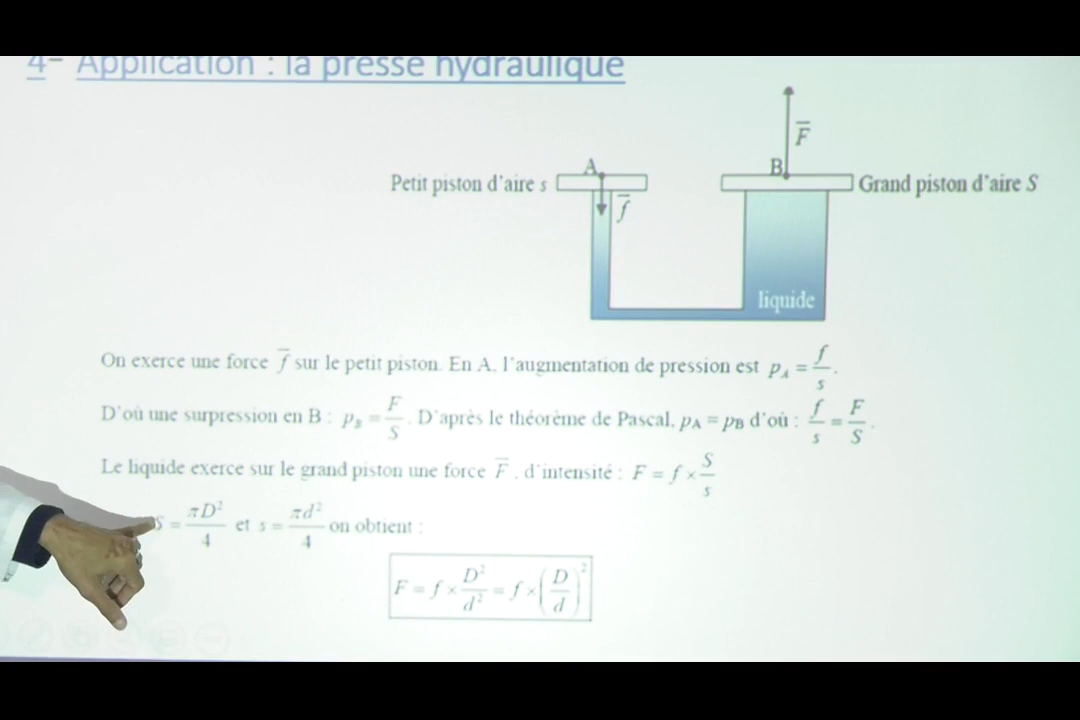 4- Application : la presse hydraulique
F
A
B
Petit piston d'aire s
Grand piston d'aire S
f
liquide
On exerce une force f sur le petit piston. En A, l'augmentation de pression est p_A = f/s.
D'où une surpression en B : p_B = F/S. D'après le théorème de Pascal, pA = pB d'où : f/s = F/S.
Le liquide exerce sur le grand piston une force F, d'intensité : F = f × S/s
S = πD²/4 et s = πd²/4 on obtient :
F = f × D²/d² = f × (D/d)²